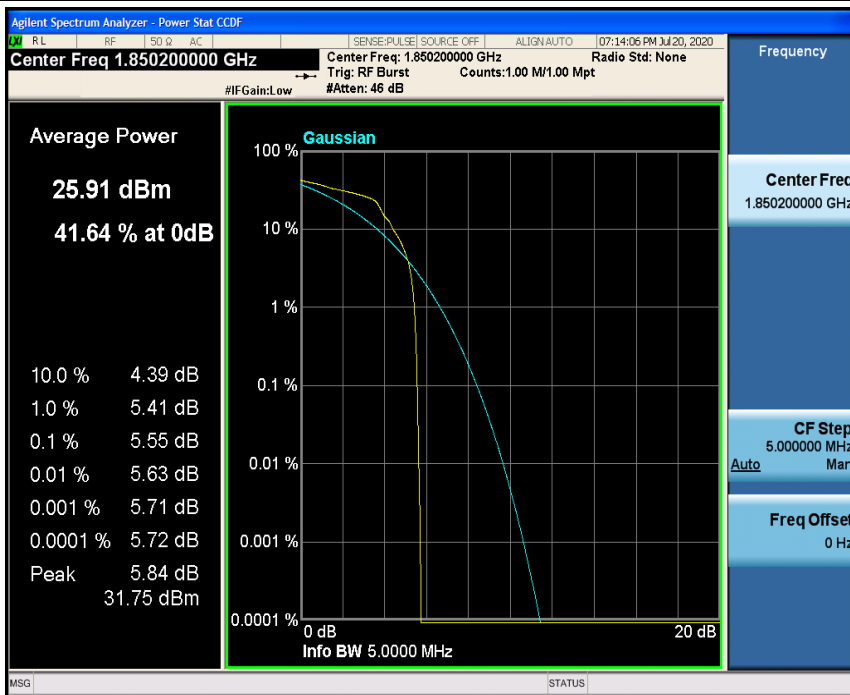 Agilent Spectrum Analyzer - Power Stat CCDF
LXI RL RF 50 Ω AC SENSE:PULSE SOURCE OFF ALIGN AUTO 07:14:06 PM Jul 20, 2020
Center Freq 1.850200000 GHz
Center Freq: 1.850200000 GHz Radio Std: None
Trig: RF Burst Counts:1.00 M/1.00 Mpt
#IFGain:Low #Atten: 46 dB
Frequency
Average Power
25.91 dBm
41.64 % at 0dB
10.0 % 4.39 dB
1.0 % 5.41 dB
0.1 % 5.55 dB
0.01 % 5.63 dB
0.001 % 5.71 dB
0.0001 % 5.72 dB
Peak 5.84 dB
31.75 dBm
Gaussian
100 %
10 %
1 %
0.1 %
0.01 %
0.001 %
0.0001 %
0 dB 20 dB
Info BW 5.0000 MHz
Center Freq
1.850200000 GHz
CF Step
5.000000 MHz
Auto Man
Freq Offset
0 Hz
MSG STATUS